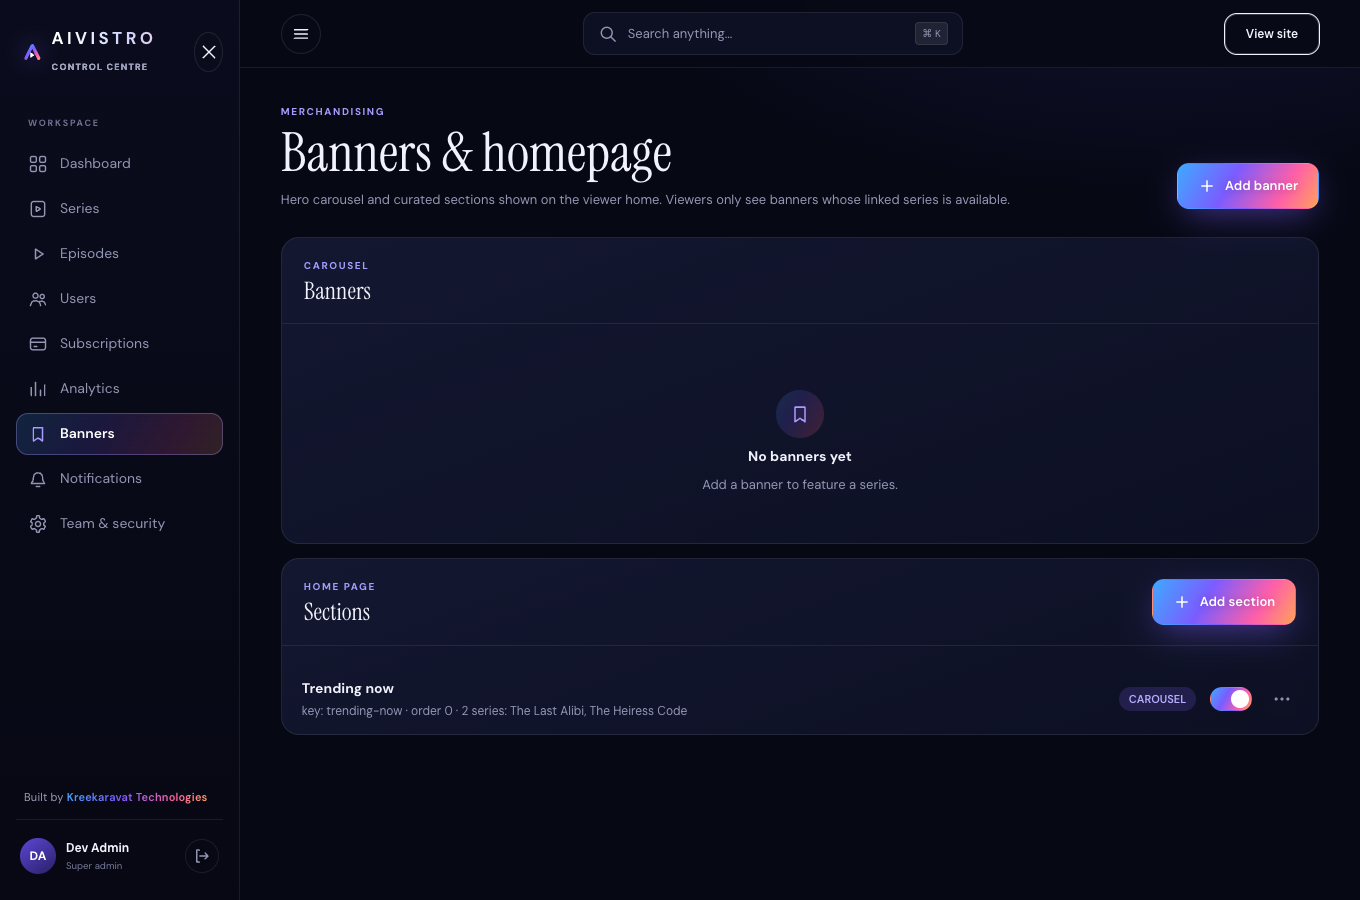 AIVISTRO
CONTROL CENTRE
WORKSPACE
Dashboard
Series
Episodes
Users
Subscriptions
Analytics
Banners
Notifications
Team & security
Built by Kreekaravat Technologies
DA
Dev Admin
Super admin
Search anything...
⌘ K
View site
MERCHANDISING
Banners & homepage
Hero carousel and curated sections shown on the viewer home. Viewers only see banners whose linked series is available.
Add banner
CAROUSEL
Banners
No banners yet
Add a banner to feature a series.
HOME PAGE
Sections
Add section
Trending now
key: trending-now · order 0 · 2 series: The Last Alibi, The Heiress Code
CAROUSEL